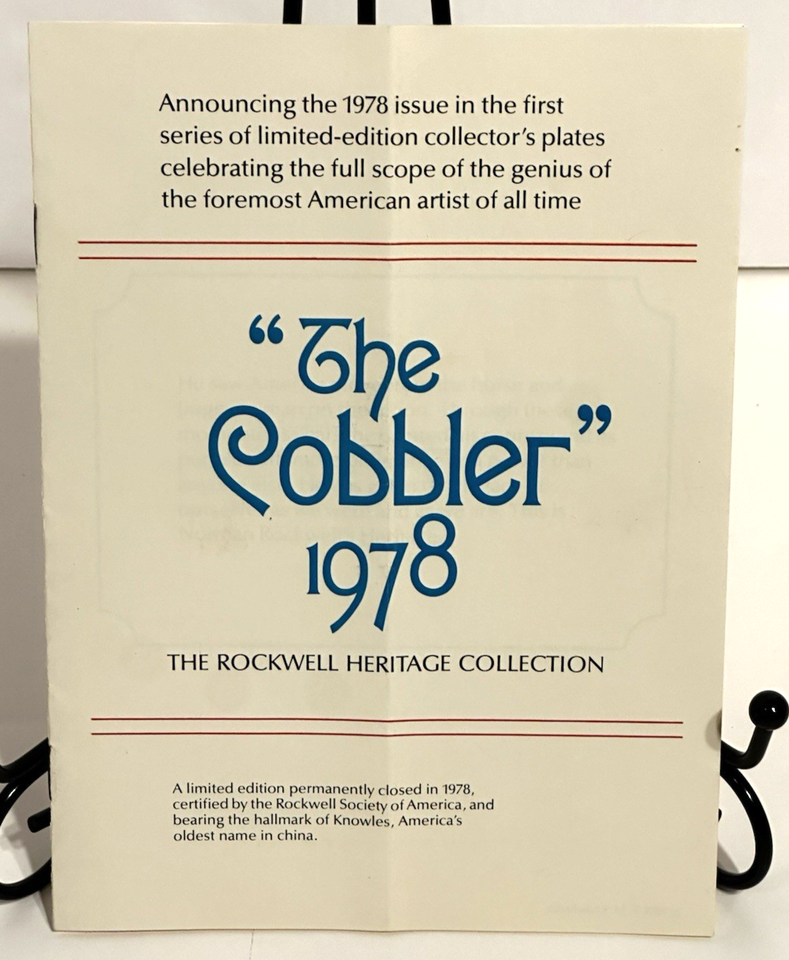 Announcing the 1978 issue in the first
series of limited-edition collector's plates
celebrating the full scope of the genius of
the foremost American artist of all time
“The
Cobbler”
1978
THE ROCKWELL HERITAGE COLLECTION
A limited edition permanently closed in 1978,
certified by the Rockwell Society of America, and
bearing the hallmark of Knowles, America's
oldest name in china.